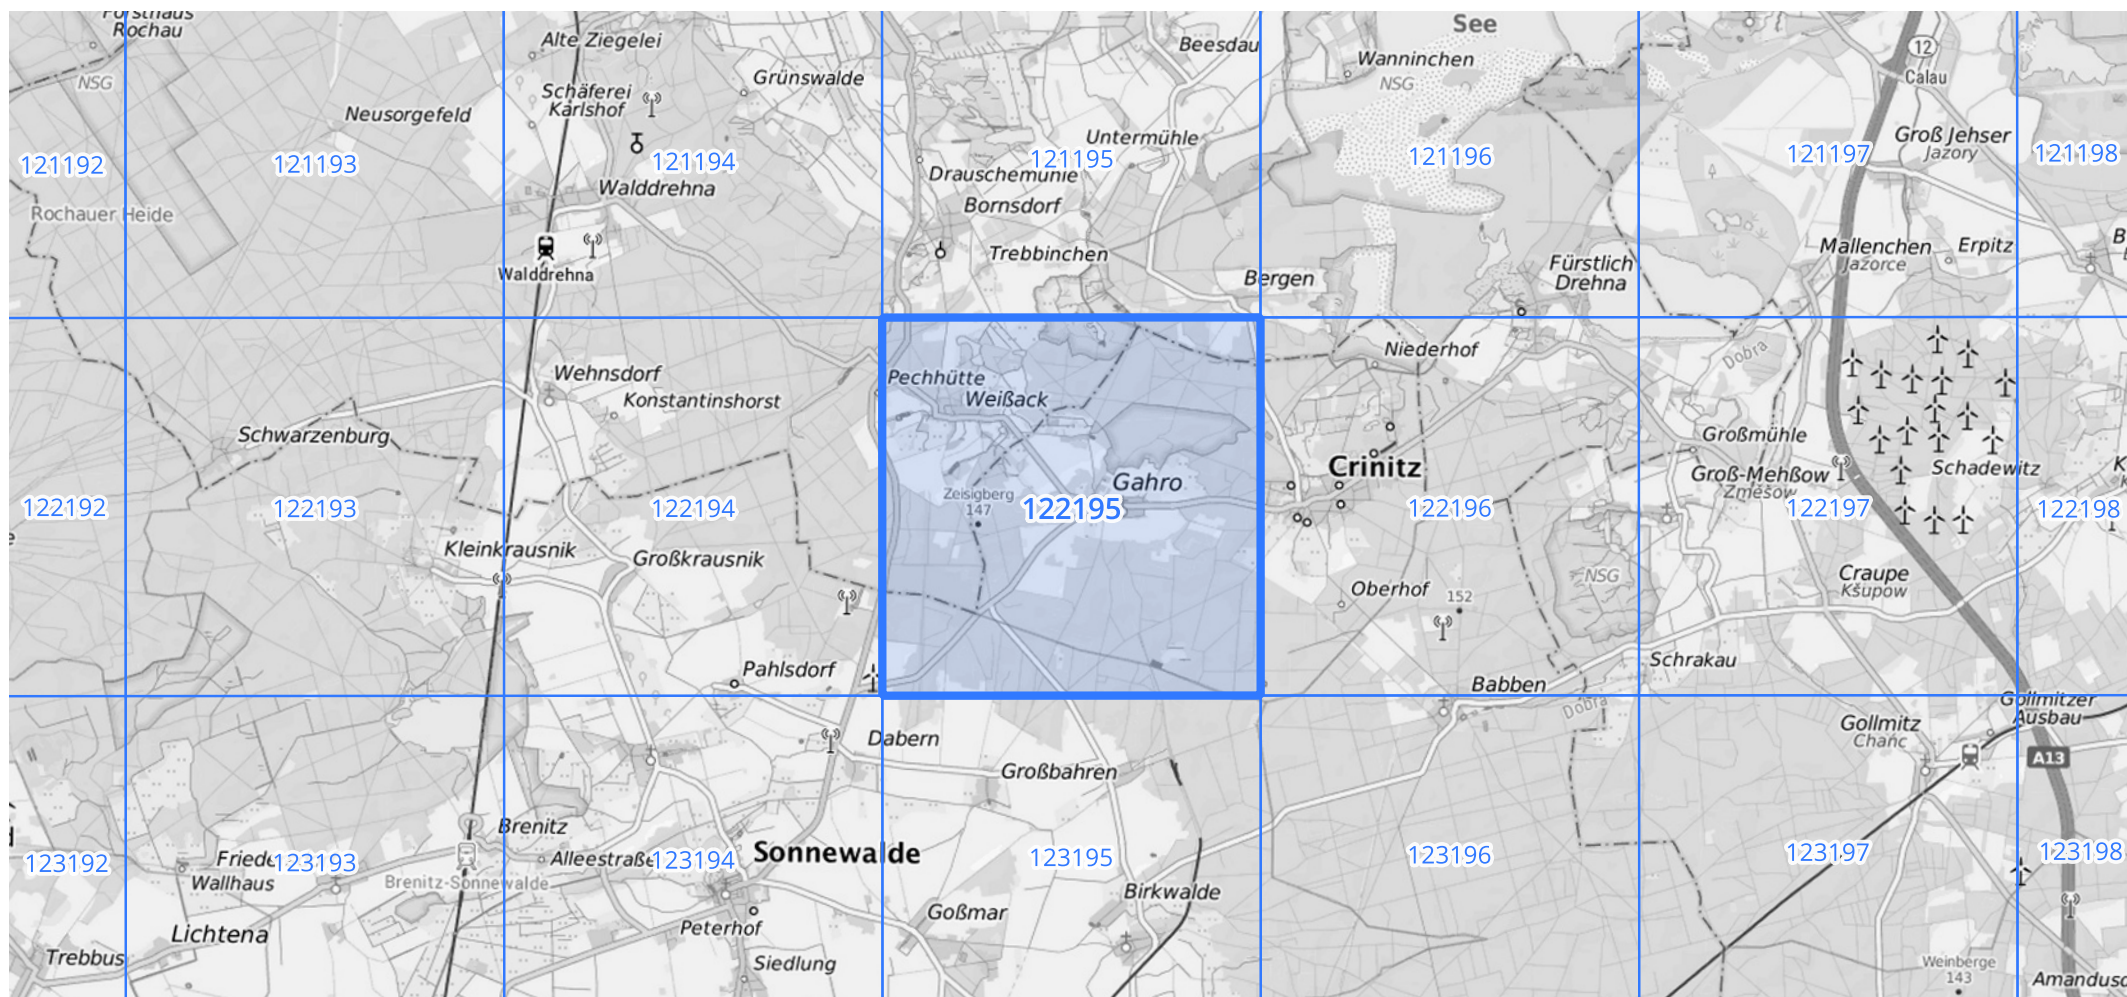 Forsthaus
Rochau
NSG
Alte Ziegelei
Schäferei
Karlshof
Neusorgefeld
Grünswalde
Beesdau
See
Wanninchen
NSG
12
Calau
Groß Jehser
Jazory
Untermühle
121192
121193
121194
121195
121196
121197
121198
Drauschemühle
Walddrehna
Bornsdorf
Rochauer Heide
Trebbinchen
Walddrehna
Bergen
Fürstlich
Drehna
Mallenchen
Jazorce
Erpitz
Niederhof
Dobra
Wehnsdorf
Konstantinshorst
Pechhütte
Weißack
Schwarzenburg
Großmühle
Crinitz
Gahro
Groß-Mehßow
Změšow
Schadewitz
Zeisigberg
147
122192
122193
122194
122195
122196
122197
122198
Kleinkrausnik
Großkrausnik
NSG
Oberhof
152
Craupe
Kšupow
Pahlsdorf
Schrakau
Babben
Dobra
Gollmitzer
Ausbau
Gollmitz
Chańc
Dabern
A13
Großbahren
Brenitz
Sonnewalde
Alleestraße
Friede
Wallhaus
Brenitz-Sonnewalde
123192
123193
123194
123195
123196
123197
123198
Birkwalde
Goßmar
Peterhof
Lichtena
Trebbus
Siedlung
Weinberge
143
Amandusd